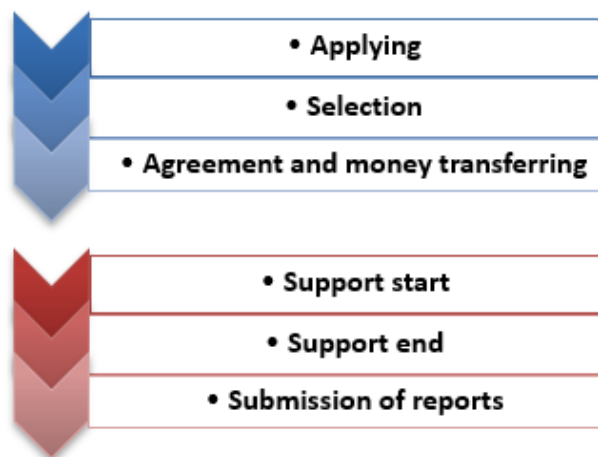 • Applying
• Selection
• Agreement and money transferring
• Support start
• Support end
• Submission of reports